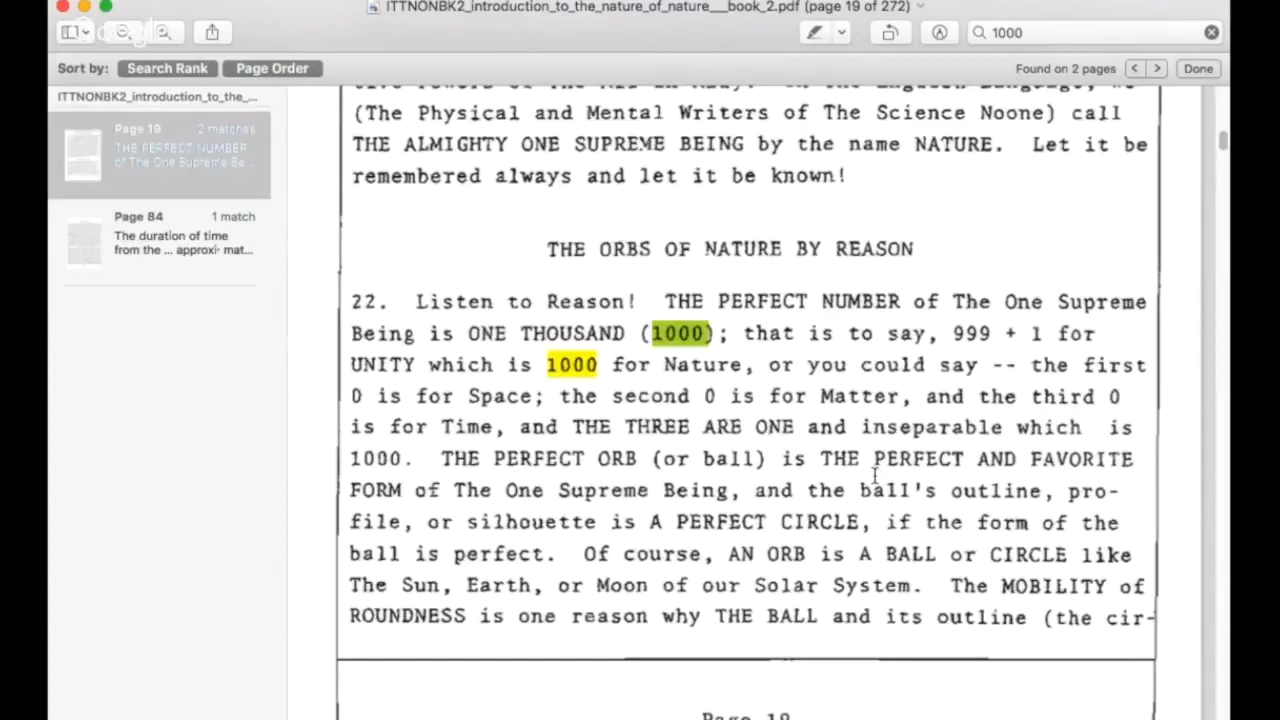 ITTNONBK2_introduction_to_the_nature_of_nature__book_2.pdf (page 19 of 272)
1000
Sort by: Search Rank Page Order Found on 2 pages < > Done
ITTNONBK2_introduction_to_the_...
Page 19 2 matches
THE PERFECT NUMBER
of The One Supreme Be...
Page 84 1 match
The duration of time
from the ... approxi· mat...
(The Physical and Mental Writers of The Science Noone) call
THE ALMIGHTY ONE SUPREME BEING by the name NATURE. Let it be
remembered always and let it be known!
THE ORBS OF NATURE BY REASON
22. Listen to Reason! THE PERFECT NUMBER of The One Supreme
Being is ONE THOUSAND (1000); that is to say, 999 + 1 for
UNITY which is 1000 for Nature, or you could say -- the first
0 is for Space; the second 0 is for Matter, and the third 0
is for Time, and THE THREE ARE ONE and inseparable which is
1000. THE PERFECT ORB (or ball) is THE PERFECT AND FAVORITE
FORM of The One Supreme Being, and the ball's outline, pro-
file, or silhouette is A PERFECT CIRCLE, if the form of the
ball is perfect. Of course, AN ORB is A BALL or CIRCLE like
The Sun, Earth, or Moon of our Solar System. The MOBILITY of
ROUNDNESS is one reason why THE BALL and its outline (the cir-